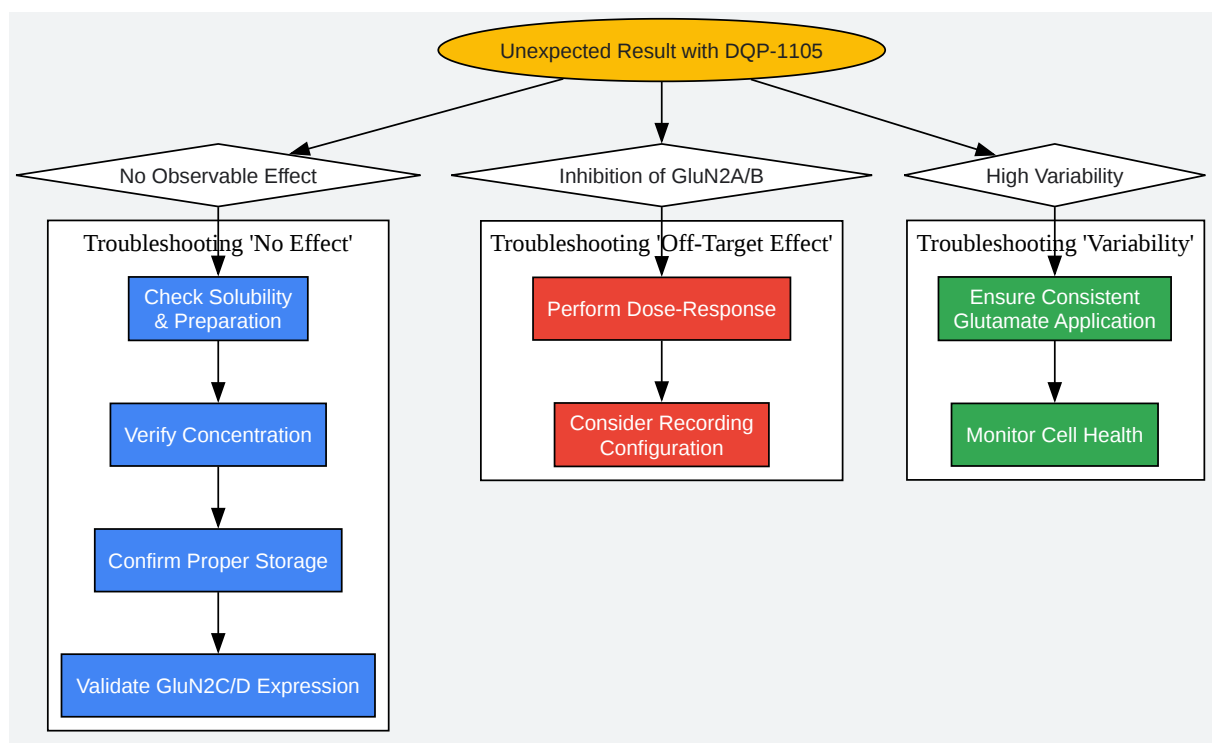 Unexpected Result with DQP-1105
No Observable Effect
Inhibition of GluN2A/B
High Variability
Troubleshooting 'No Effect'
Troubleshooting 'Off-Target Effect'
Troubleshooting 'Variability'
Check Solubility
& Preparation
Perform Dose-Response
Ensure Consistent
Glutamate Application
Verify Concentration
Consider Recording
Configuration
Monitor Cell Health
Confirm Proper Storage
Validate GluN2C/D Expression